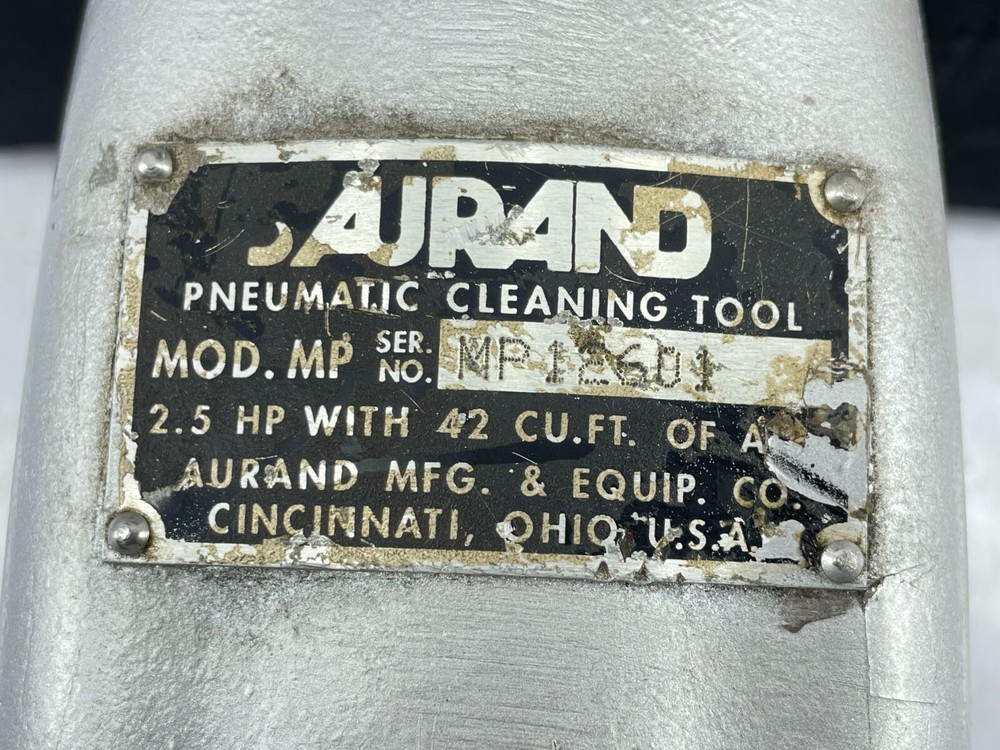 AURAND
PNEUMATIC CLEANING TOOL
MOD. MP SER. NO. MP12601
2.5 HP WITH 42 CU.FT. OF
AURAND MFG. & EQUIP. CO.
CINCINNATI, OHIO U.S.A.